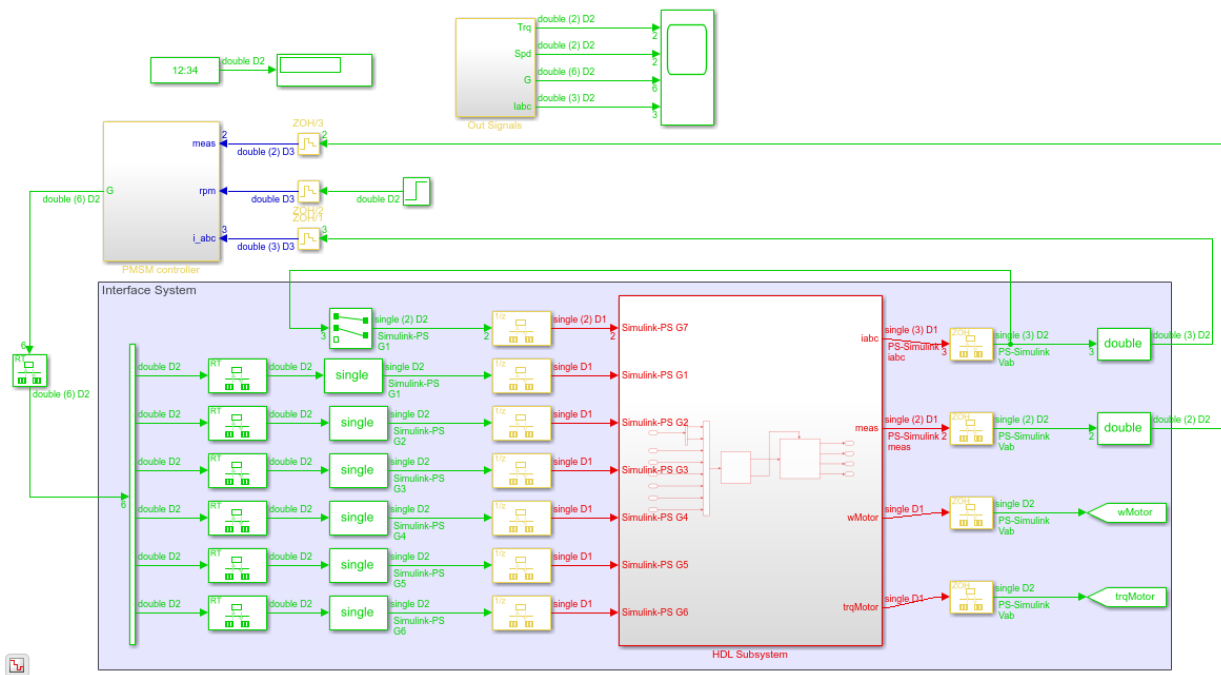 Trq
double (2) D2
2
Spd
double (2) D2
2
G
double (6) D2
6
Iabc
double (3) D2
3
Out Signals
12:34
double D2
ZOH/3
meas
2
double (2) D3
2
G
double (6) D2
rpm
double D3
double D2
ZOH/2
ZOH/1
i_abc
3
double (3) D3
3
PMSM controller
Interface System
3
single (2) D2
Simulink-PS
G1
2
1/z
single (2) D1
2
Simulink-PS G7
6
RT
double (6) D2
6
double D2
RT
double D2
single
single D2
Simulink-PS
G1
1/z
single D1
Simulink-PS G1
double D2
RT
double D2
single
single D2
Simulink-PS
G2
1/z
single D1
Simulink-PS G2
double D2
RT
double D2
single
single D2
Simulink-PS
G3
1/z
single D1
Simulink-PS G3
double D2
RT
double D2
single
single D2
Simulink-PS
G4
1/z
single D1
Simulink-PS G4
double D2
RT
double D2
single
single D2
Simulink-PS
G5
1/z
single D1
Simulink-PS G5
double D2
RT
double D2
single
single D2
Simulink-PS
G6
1/z
single D1
Simulink-PS G6
HDL Subsystem
iabc
single (3) D1
PS-Simulink
iabc
3
ZOH
single (3) D2
PS-Simulink
Vab
3
double
double (3) D2
meas
single (2) D1
PS-Simulink
meas
2
ZOH
single (2) D2
PS-Simulink
Vab
2
double
double (2) D2
wMotor
single D1
ZOH
single D2
PS-Simulink
Vab
wMotor
trqMotor
single D1
ZOH
single D2
PS-Simulink
Vab
trqMotor